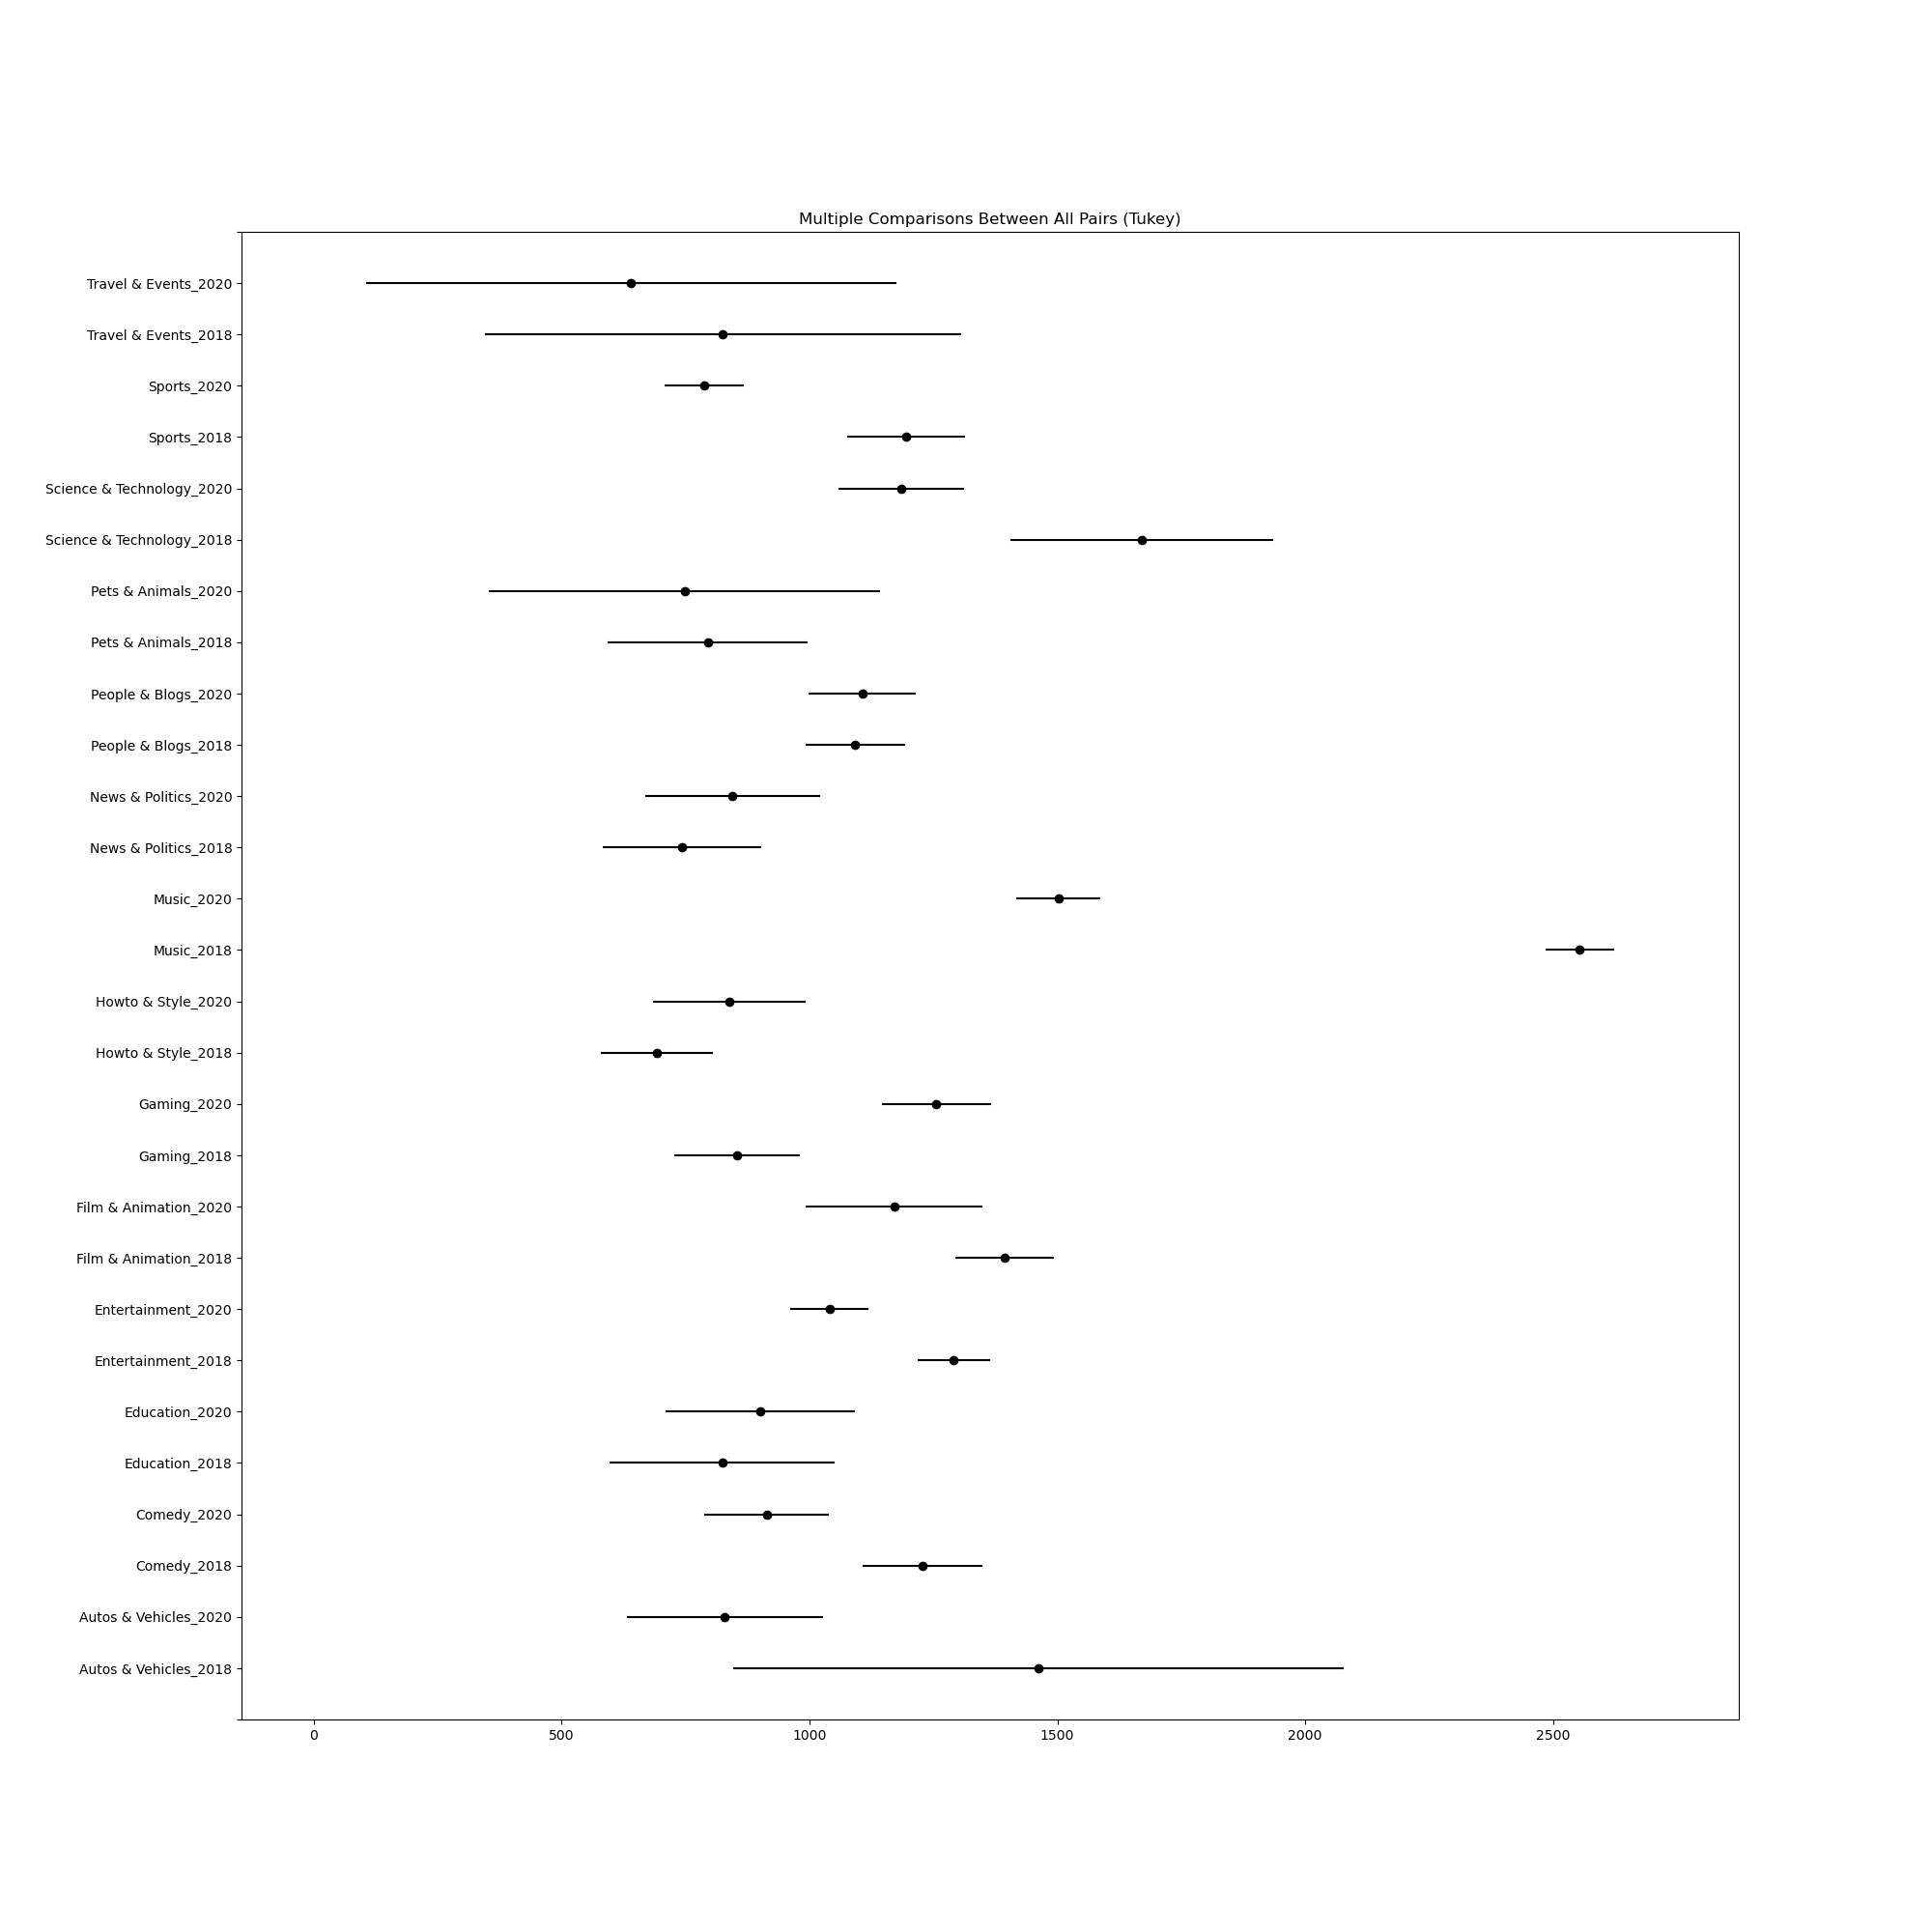 Multiple Comparisons Between All Pairs (Tukey)
Travel & Events_2020
Travel & Events_2018
Sports_2020
Sports_2018
Science & Technology_2020
Science & Technology_2018
Pets & Animals_2020
Pets & Animals_2018
People & Blogs_2020
People & Blogs_2018
News & Politics_2020
News & Politics_2018
Music_2020
Music_2018
Howto & Style_2020
Howto & Style_2018
Gaming_2020
Gaming_2018
Film & Animation_2020
Film & Animation_2018
Entertainment_2020
Entertainment_2018
Education_2020
Education_2018
Comedy_2020
Comedy_2018
Autos & Vehicles_2020
Autos & Vehicles_2018
0 500 1000 1500 2000 2500